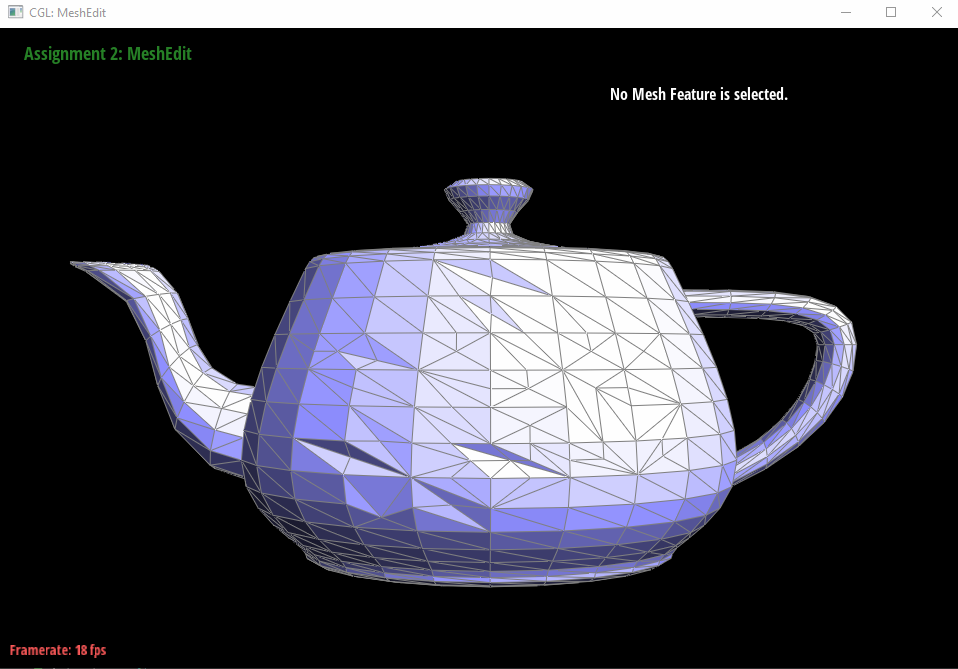 CGL: MeshEdit
Assignment 2: MeshEdit
No Mesh Feature is selected.
Framerate: 18 fps